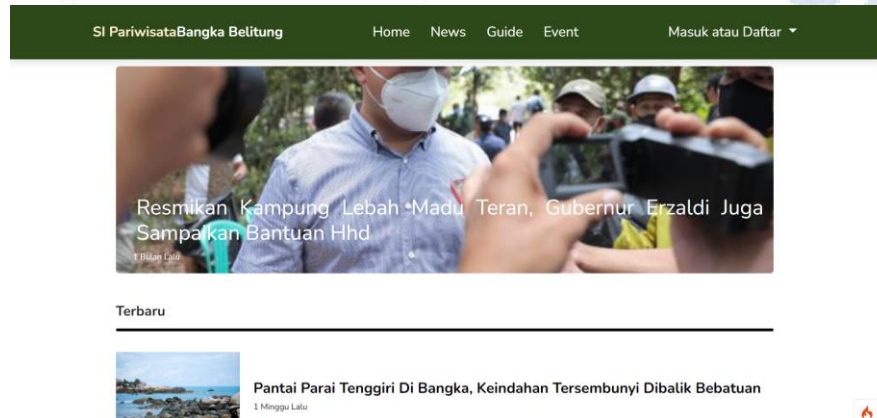 SI PariwisataBangka Belitung Home News Guide Event Masuk atau Daftar
Resmikan Kampung Lebah Madu Teran, Gubernur Erzaldi Juga
Sampaikan Bantuan Hhd
1 Bulan Lalu
Terbaru
Pantai Parai Tenggiri Di Bangka, Keindahan Tersembunyi Dibalik Bebatuan
1 Minggu Lalu